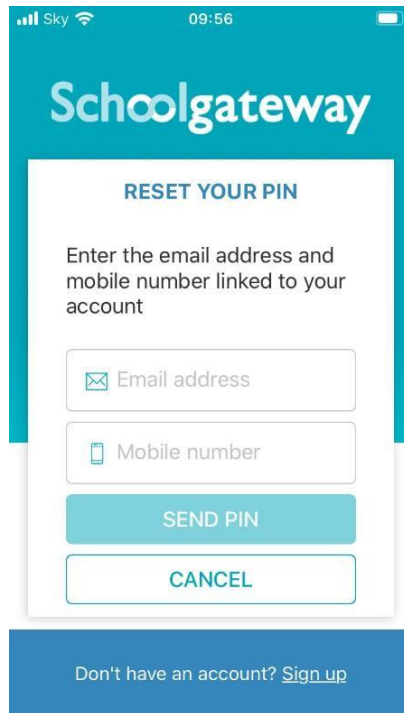 Sky 09:56
Schoolgateway
RESET YOUR PIN
Enter the email address and
mobile number linked to your
account
Email address
Mobile number
SEND PIN
CANCEL
Don't have an account? Sign up